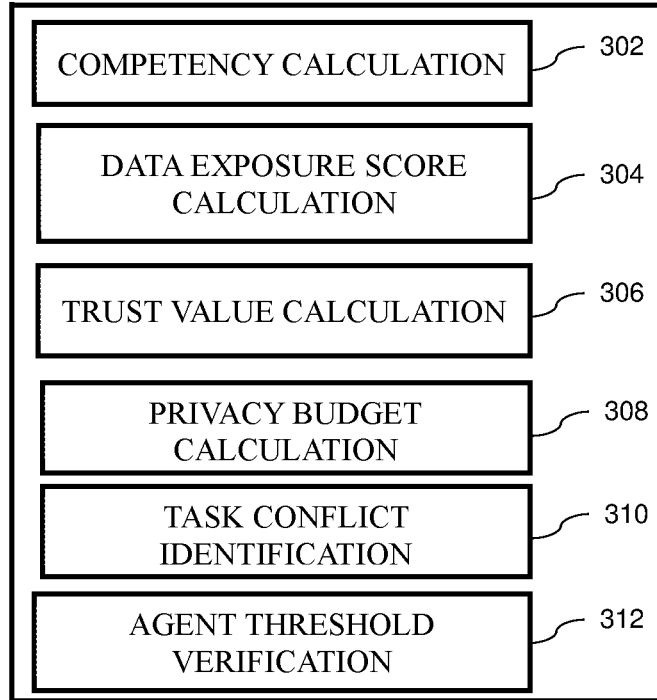 COMPETENCY CALCULATION
302
DATA EXPOSURE SCORE
CALCULATION
304
TRUST VALUE CALCULATION
306
PRIVACY BUDGET
CALCULATION
308
TASK CONFLICT
IDENTIFICATION
310
AGENT THRESHOLD
VERIFICATION
312